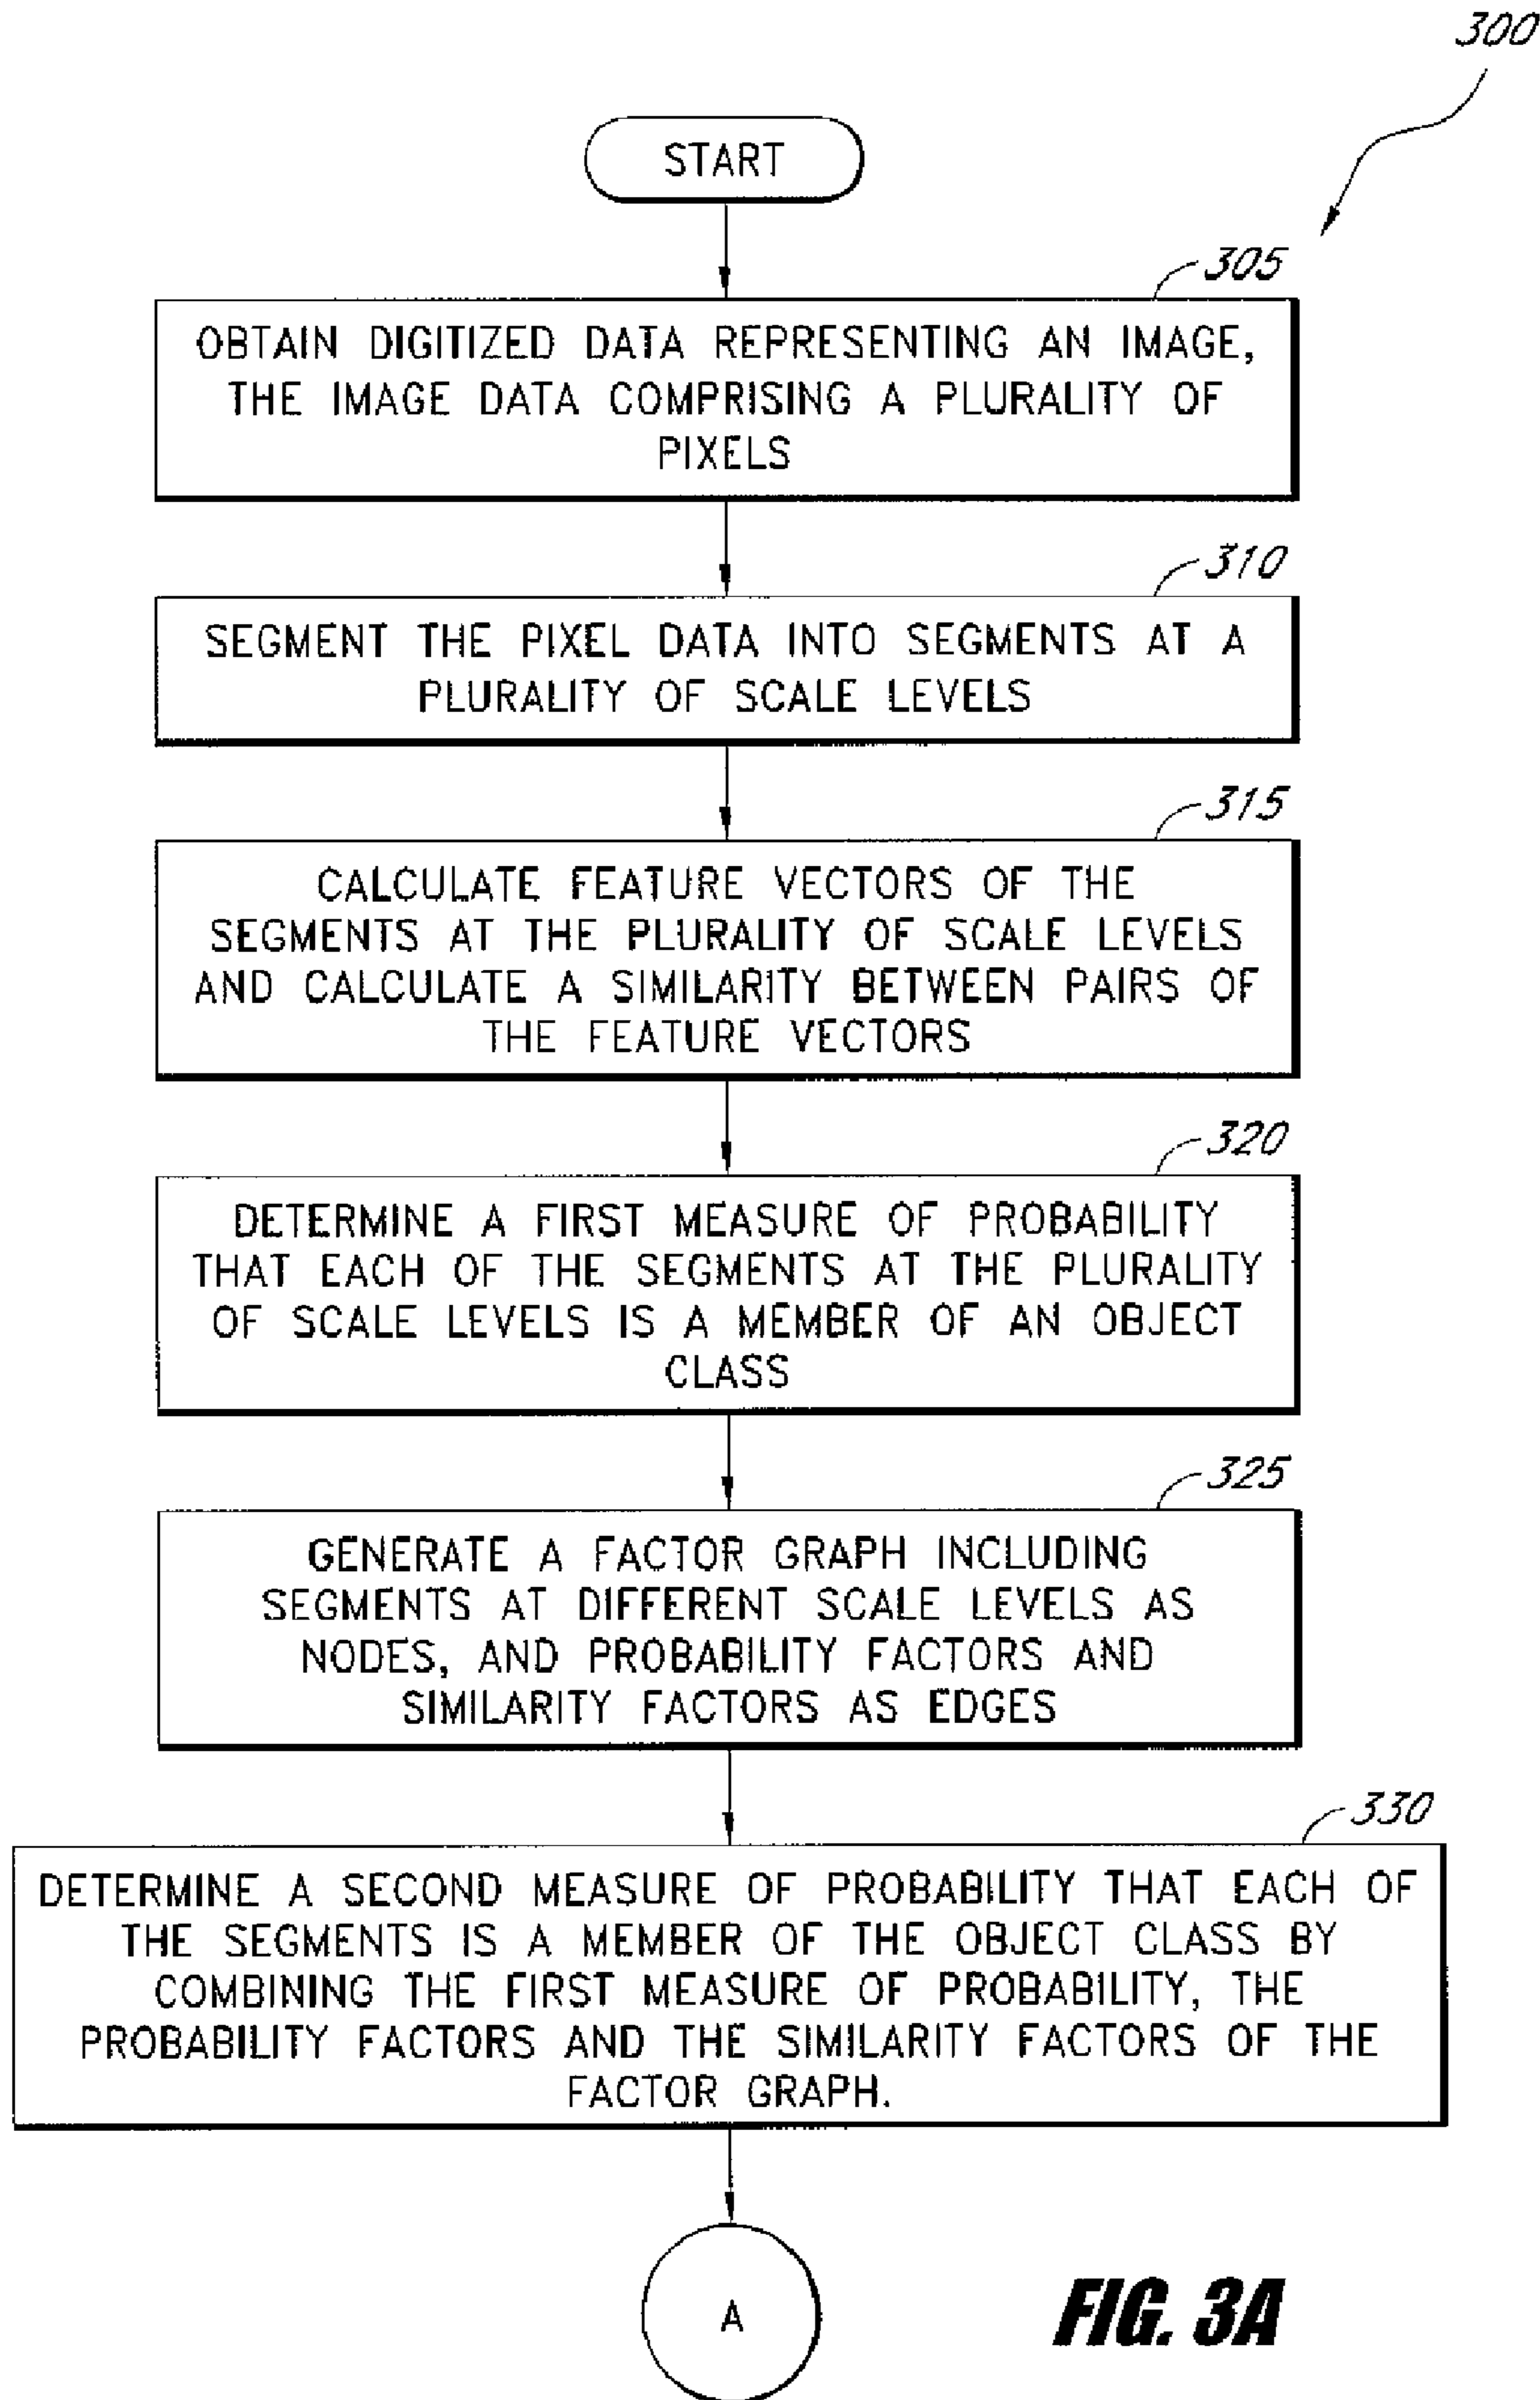 300
START
305
OBTAIN DIGITIZED DATA REPRESENTING AN IMAGE,
THE IMAGE DATA COMPRISING A PLURALITY OF
PIXELS
310
SEGMENT THE PIXEL DATA INTO SEGMENTS AT A
PLURALITY OF SCALE LEVELS
315
CALCULATE FEATURE VECTORS OF THE
SEGMENTS AT THE PLURALITY OF SCALE LEVELS
AND CALCULATE A SIMILARITY BETWEEN PAIRS OF
THE FEATURE VECTORS
320
DETERMINE A FIRST MEASURE OF PROBABILITY
THAT EACH OF THE SEGMENTS AT THE PLURALITY
OF SCALE LEVELS IS A MEMBER OF AN OBJECT
CLASS
325
GENERATE A FACTOR GRAPH INCLUDING
SEGMENTS AT DIFFERENT SCALE LEVELS AS
NODES, AND PROBABILITY FACTORS AND
SIMILARITY FACTORS AS EDGES
330
DETERMINE A SECOND MEASURE OF PROBABILITY THAT EACH OF
THE SEGMENTS IS A MEMBER OF THE OBJECT CLASS BY
COMBINING THE FIRST MEASURE OF PROBABILITY, THE
PROBABILITY FACTORS AND THE SIMILARITY FACTORS OF THE
FACTOR GRAPH.
A
FIG. 3A